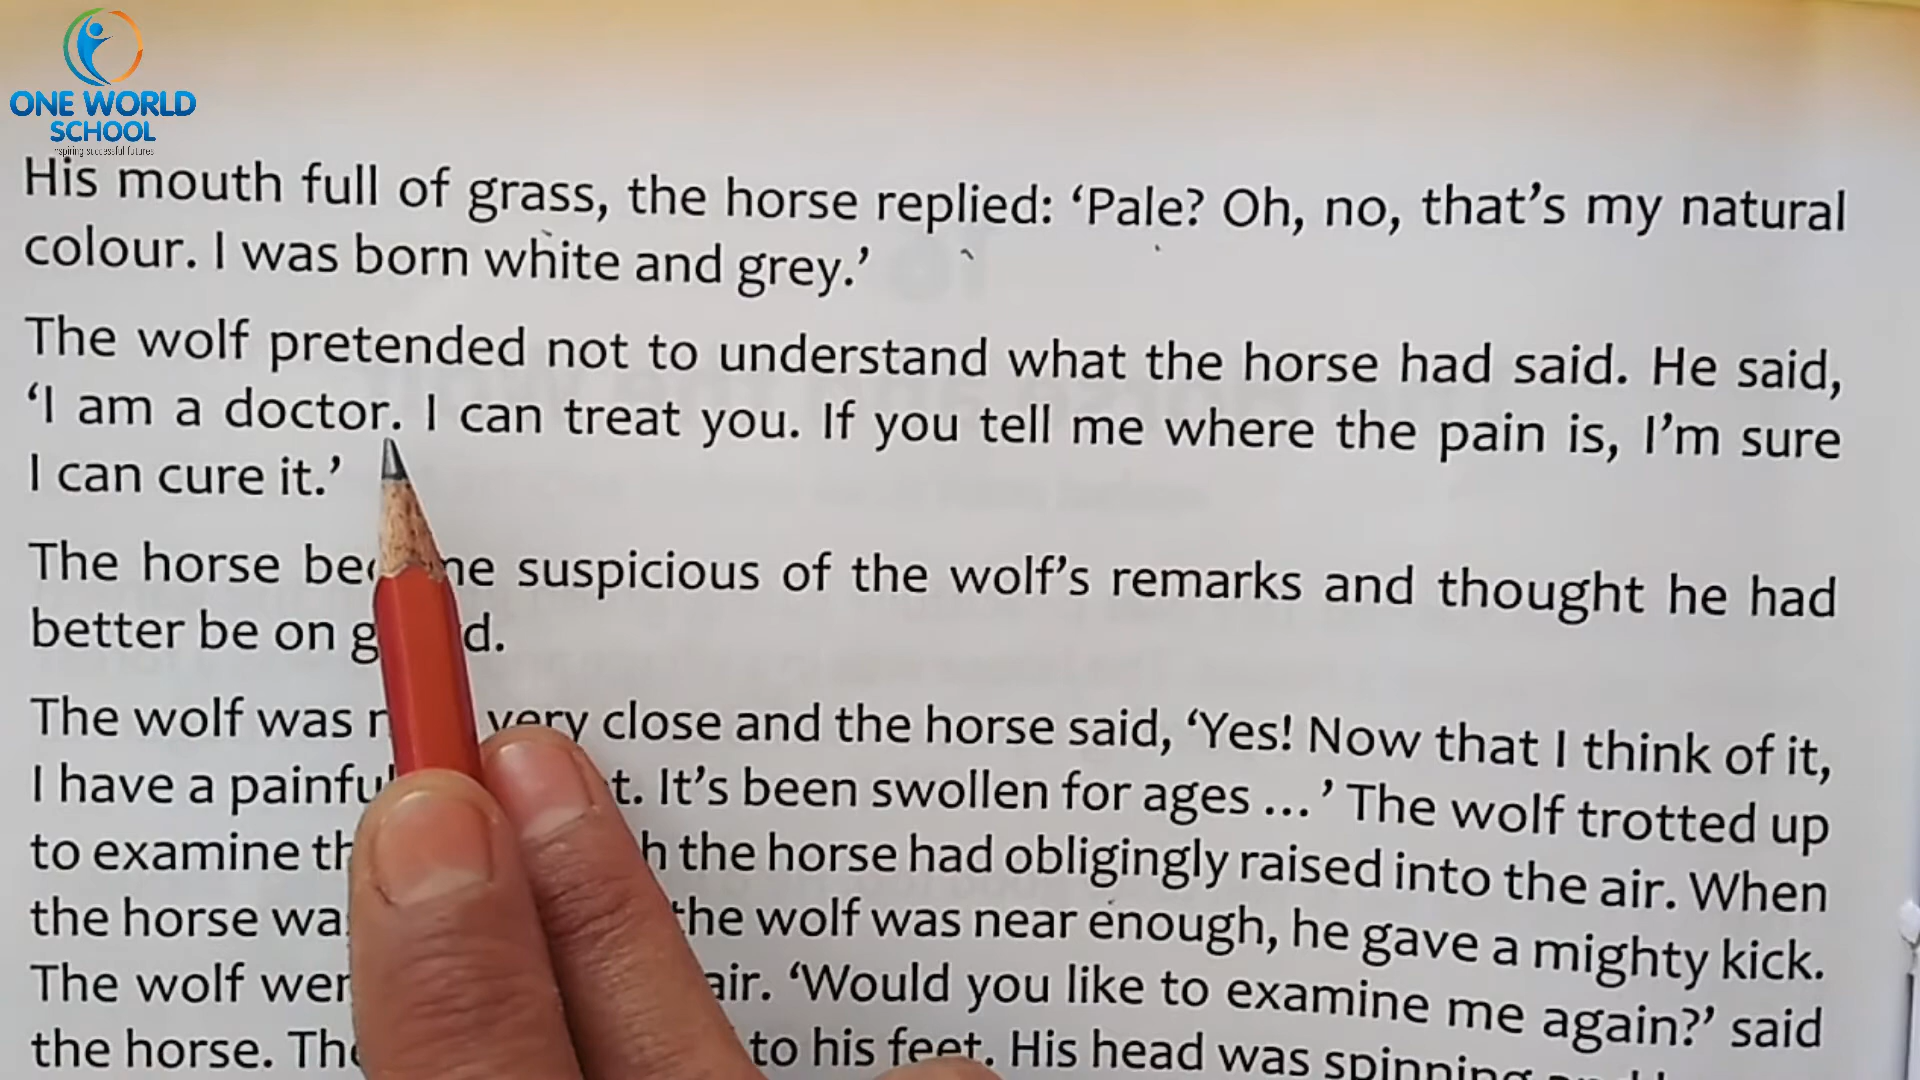 ONE WORLD
SCHOOL
inspiring successful futures
His mouth full of grass, the horse replied: ‘Pale? Oh, no, that’s my natural
colour. I was born white and grey.’
The wolf pretended not to understand what the horse had said. He said,
‘I am a doctor. I can treat you. If you tell me where the pain is, I’m sure
I can cure it.’
The horse suspicious of the wolf’s remarks and thought he had
better be on
The wolf was very close and the horse said, ‘Yes! Now that I think of it,
I have a It’s been swollen for ages ... ’ The wolf trotted up
to examine the horse had obligingly raised into the air. When
the horse the wolf was near enough, he gave a mighty kick.
The wolf air. ‘Would you like to examine me again?’ said
the horse. to his feet. His head was spinning